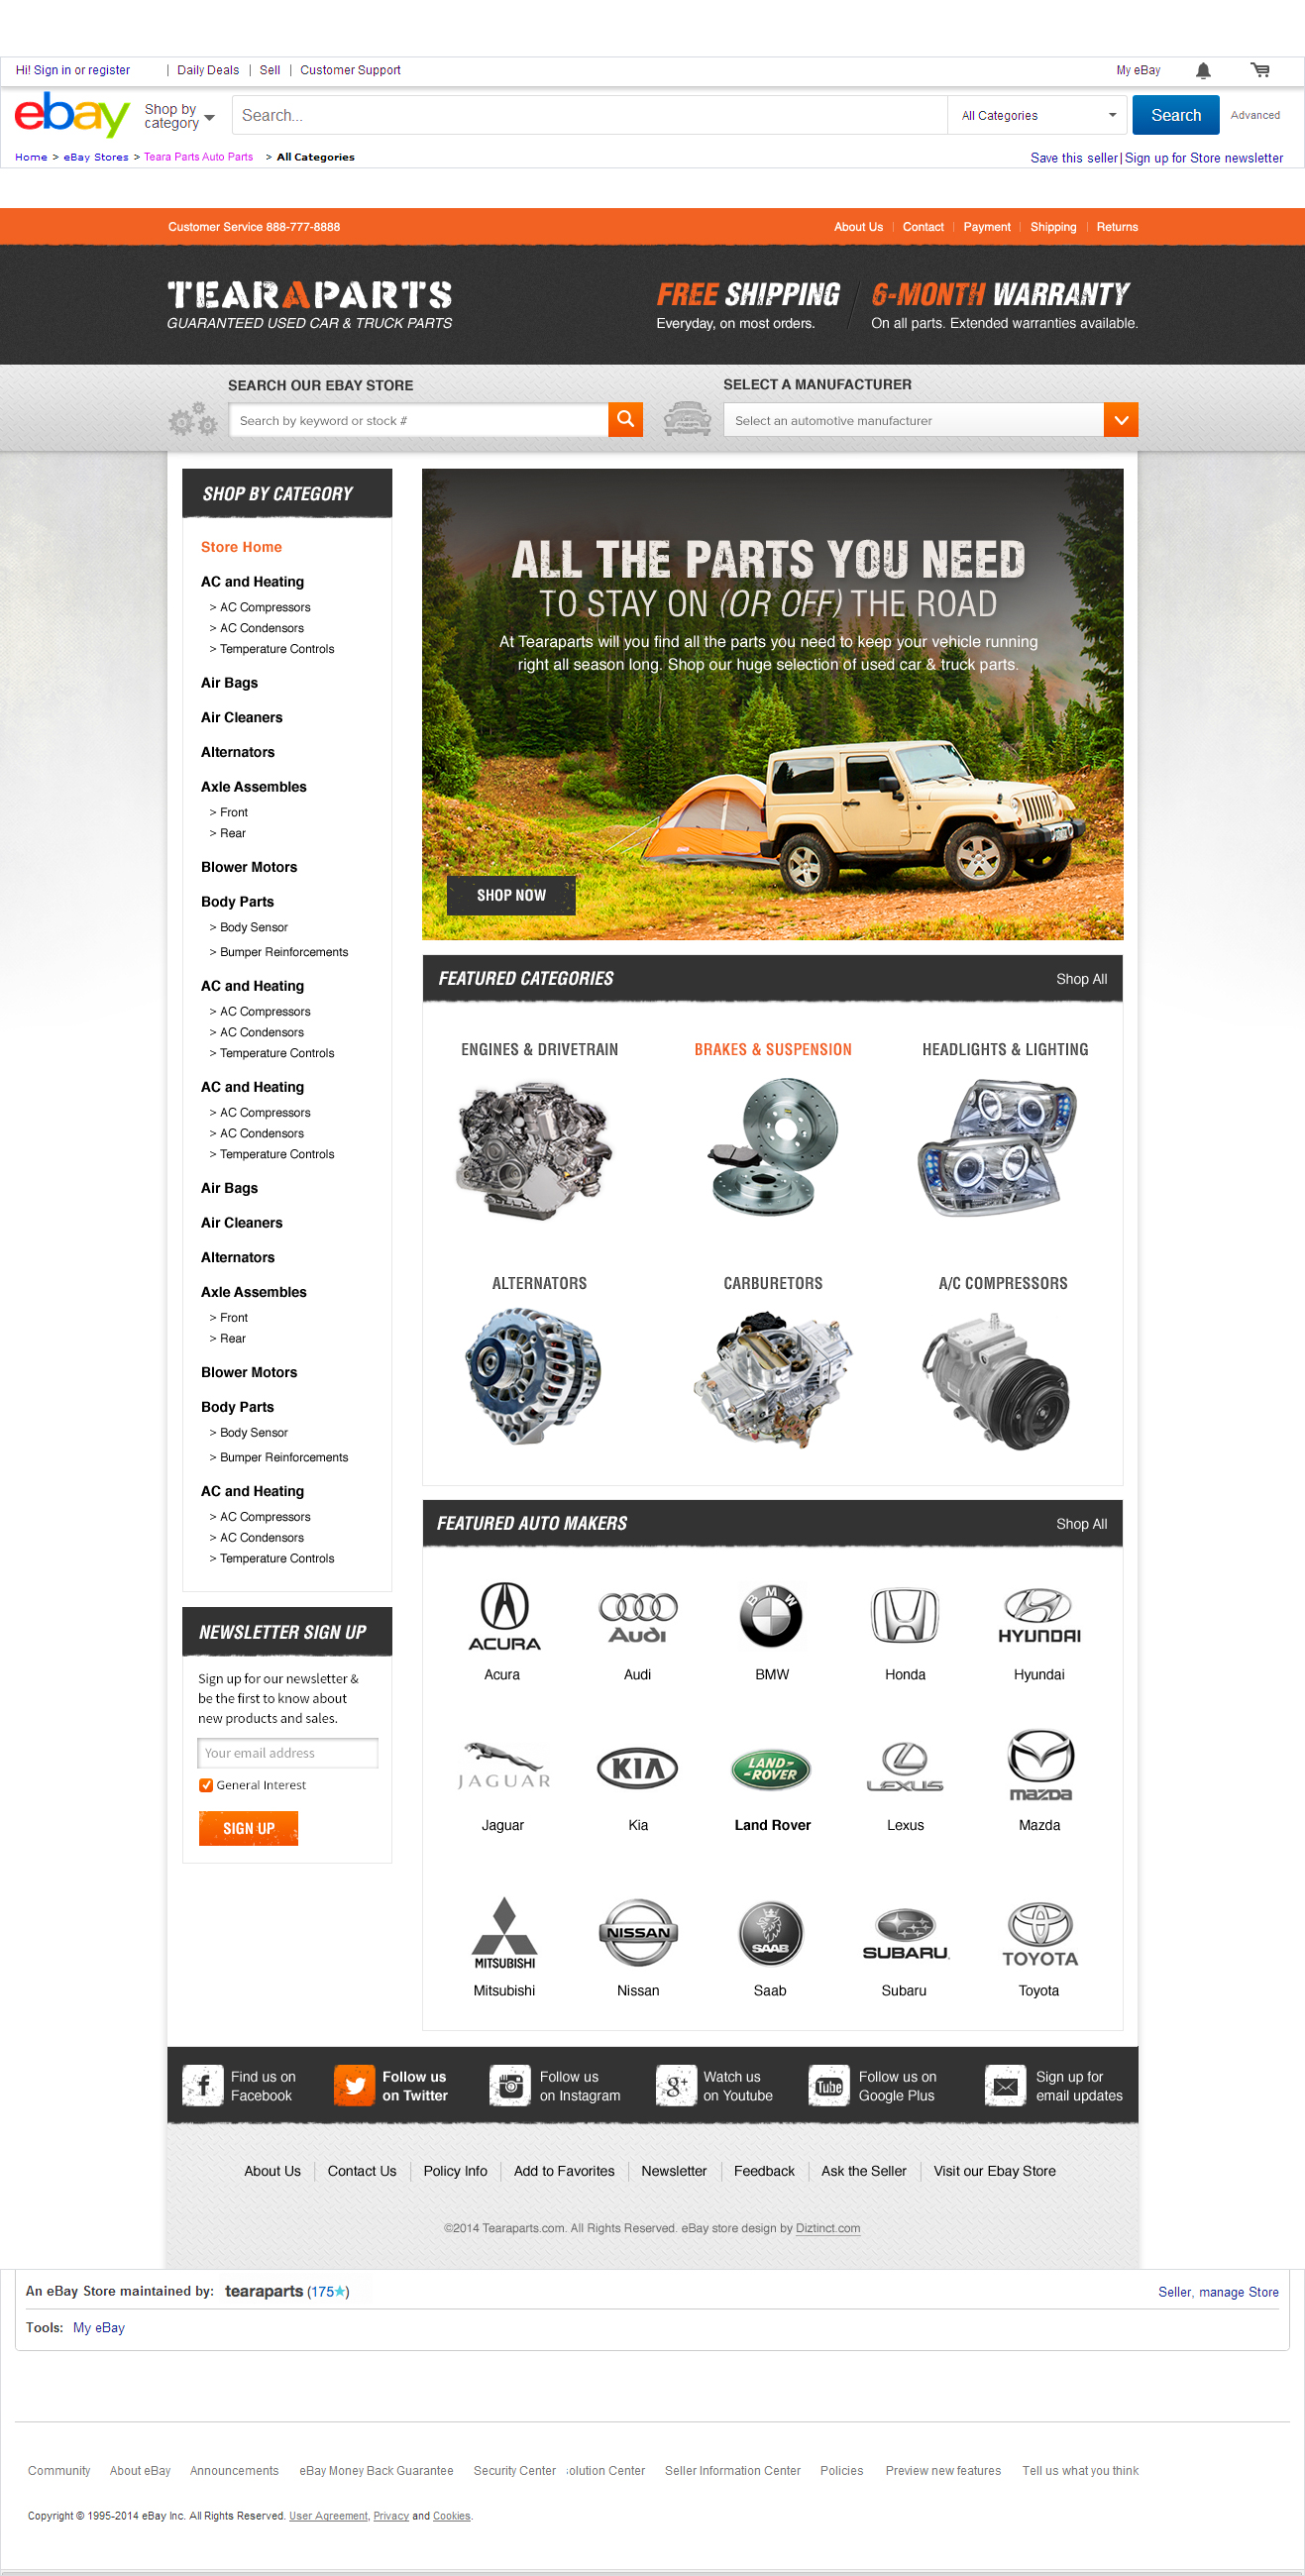 Hi! Sign in or register | Daily Deals | Sell | Customer Support
My eBay
ebay
Shop by
category
Search...
All Categories
Search
Advanced
Home > eBay Stores > Teara Parts Auto Parts > All Categories
Save this seller|Sign up for Store newsletter
Customer Service 888-777-8888
About Us
Contact
Payment
Shipping
Returns
TEARAPARTS
GUARANTEED USED CAR & TRUCK PARTS
FREE SHIPPING
Everyday, on most orders.
6-MONTH WARRANTY
On all parts. Extended warranties available.
SEARCH OUR EBAY STORE
Search by keyword or stock #
SELECT A MANUFACTURER
Select an automotive manufacturer
SHOP BY CATEGORY
Store Home
AC and Heating
> AC Compressors
> AC Condensors
> Temperature Controls
Air Bags
Air Cleaners
Alternators
Axle Assembles
> Front
> Rear
Blower Motors
Body Parts
> Body Sensor
> Bumper Reinforcements
AC and Heating
> AC Compressors
> AC Condensors
> Temperature Controls
AC and Heating
> AC Compressors
> AC Condensors
> Temperature Controls
Air Bags
Air Cleaners
Alternators
Axle Assembles
> Front
> Rear
Blower Motors
Body Parts
> Body Sensor
> Bumper Reinforcements
AC and Heating
> AC Compressors
> AC Condensors
> Temperature Controls
NEWSLETTER SIGN UP
Sign up for our newsletter &
be the first to know about
new products and sales.
Your email address
General Interest
SIGN UP
ALL THE PARTS YOU NEED
TO STAY ON (OR OFF) THE ROAD
At Tearaparts will you find all the parts you need to keep your vehicle running
right all season long. Shop our huge selection of used car & truck parts.
SHOP NOW
FEATURED CATEGORIES
Shop All
ENGINES & DRIVETRAIN
BRAKES & SUSPENSION
HEADLIGHTS & LIGHTING
ALTERNATORS
CARBURETORS
A/C COMPRESSORS
FEATURED AUTO MAKERS
Shop All
ACURA
Audi
BMW
HYUNDAI
Acura
Audi
BMW
Honda
Hyundai
JAGUAR
KIA
LAND-
-ROVER
LEXUS
mazda
Jaguar
Kia
Land Rover
Lexus
Mazda
MITSUBISHI
NISSAN
SAAB
SUBARU
TOYOTA
Mitsubishi
Nissan
Saab
Subaru
Toyota
f
Find us on
Facebook
Follow us
on Twitter
Follow us
on Instagram
g+
Watch us
on Youtube
You
Tube
Follow us on
Google Plus
Sign up for
email updates
About Us
Contact Us
Policy Info
Add to Favorites
Newsletter
Feedback
Ask the Seller
Visit our Ebay Store
©2014 Tearaparts.com. All Rights Reserved. eBay store design by Diztinct.com
An eBay Store maintained by: tearaparts (175★)
Seller, manage Store
Tools: My eBay
Community
About eBay
Announcements
eBay Money Back Guarantee
Security Center
olution Center
Seller Information Center
Policies
Preview new features
Tell us what you think
Copyright © 1995-2014 eBay Inc. All Rights Reserved. User Agreement, Privacy and Cookies.